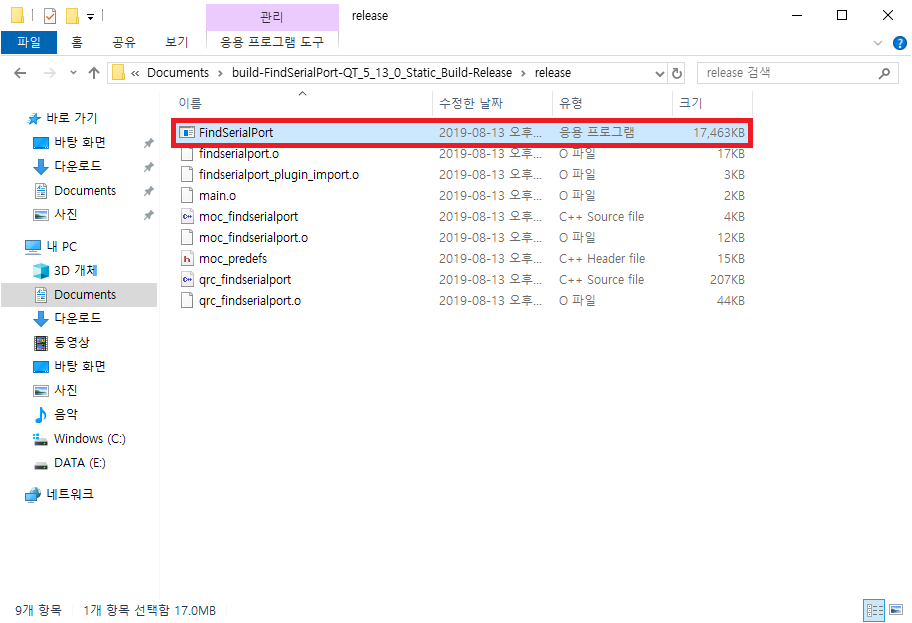 관리 release
파일 홈 공유 보기 응용 프로그램 도구
« Documents › build-FindSerialPort-QT_5_13_0_Static_Build-Release › release
release 검색
이름 수정한 날짜 유형 크기
바로 가기
바탕 화면
다운로드
Documents
사진
내 PC
3D 개체
Documents
다운로드
동영상
바탕 화면
사진
음악
Windows (C:)
DATA (E:)
네트워크
FindSerialPort 2019-08-13 오후... 응용 프로그램 17,463KB
findserialport.o 2019-08-13 오후... O 파일 17KB
findserialport_plugin_import.o 2019-08-13 오후... O 파일 3KB
main.o 2019-08-13 오후... O 파일 2KB
moc_findserialport 2019-08-13 오후... C++ Source file 4KB
moc_findserialport.o 2019-08-13 오후... O 파일 12KB
moc_predefs 2019-08-13 오후... C++ Header file 15KB
qrc_findserialport 2019-08-13 오후... C++ Source file 207KB
qrc_findserialport.o 2019-08-13 오후... O 파일 44KB
9개 항목 1개 항목 선택함 17.0MB